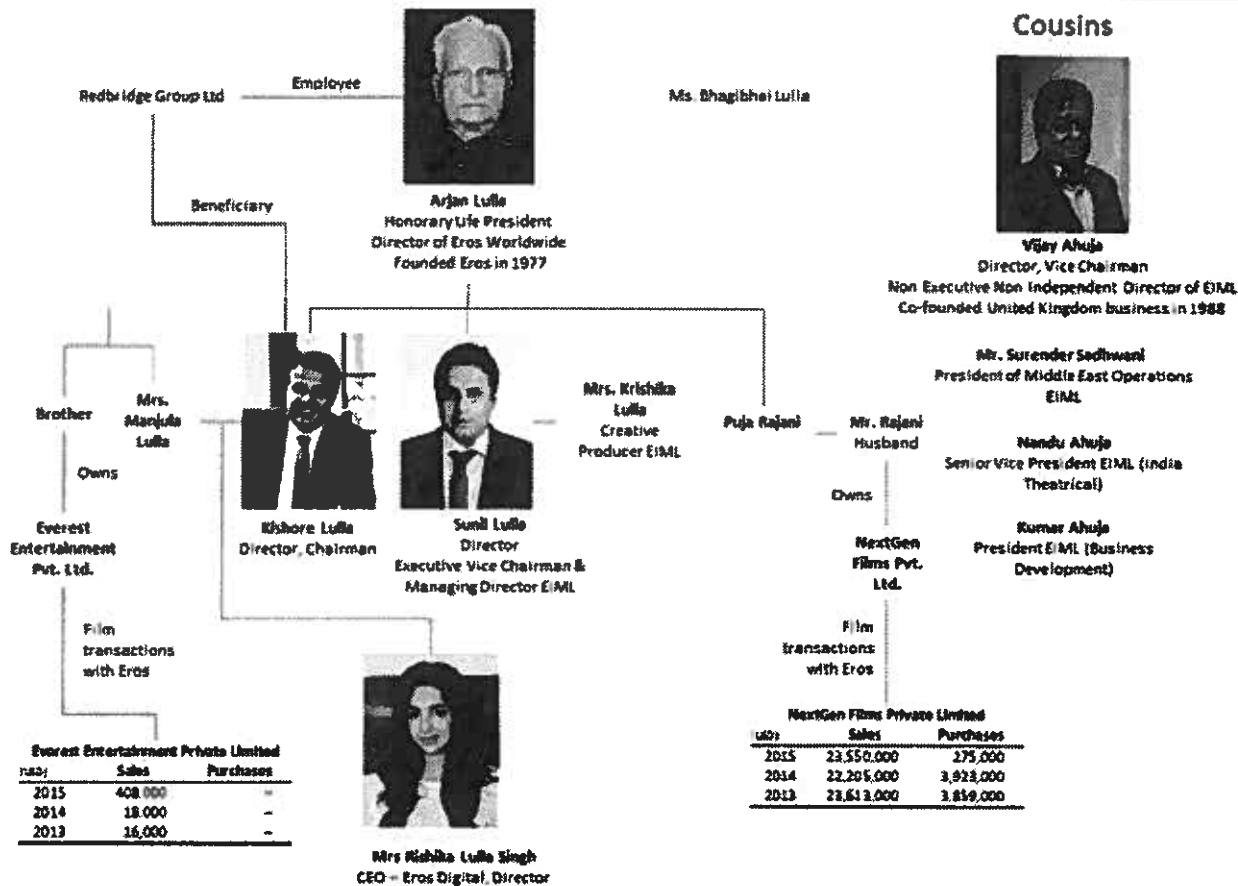 Cousins
Redbridge Group Ltd
Employee
Ms. Bhagibhai Lulla
Beneficiary
Arjan Lulla
Honorary Life President
Director of Eros Worldwide
Founded Eros in 1977
Vijay Ahuja
Director, Vice Chairman
Non Executive Non Independent Director of EIML
Co-founded United Kingdom business in 1988
Mr. Surender Sadhwani
President of Middle East Operations
EIML
Nandu Ahuja
Senior Vice President EIML (India
Theatrical)
Kumar Ahuja
President EIML (Business
Development)
Brother
Mrs.
Manjula
Lulla
Owns
Everest
Entertainment
Pvt. Ltd.
Film
transactions
with Eros
Kishore Lulla
Director, Chairman
Sunil Lulla
Director
Executive Vice Chairman &
Managing Director EIML
Mrs. Krishika
Lulla
Creative
Producer EIML
Puja Rajani
Mr. Rajani
Husband
Owns
NextGen
Films Pvt.
Ltd.
Film
transactions
with Eros
Everest Entertainment Private Limited
Sales Purchases
2015 408,000 –
2014 18,000 –
2013 16,000 –
Mrs Rishika Lulla Singh
CEO – Eros Digital, Director
NextGen Films Private Limited
Sales Purchases
2015 23,550,000 275,000
2014 22,205,000 3,923,000
2013 23,613,000 3,859,000